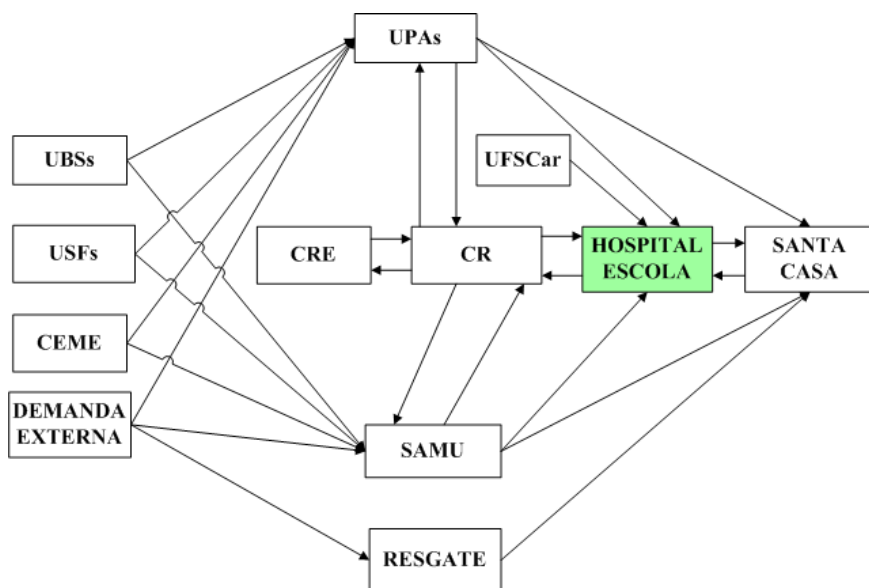 UPAs
UBSs
UFSCar
USFs
CRE
CR
HOSPITAL
ESCOLA
SANTA
CASA
CEME
DEMANDA
EXTERNA
SAMU
RESGATE